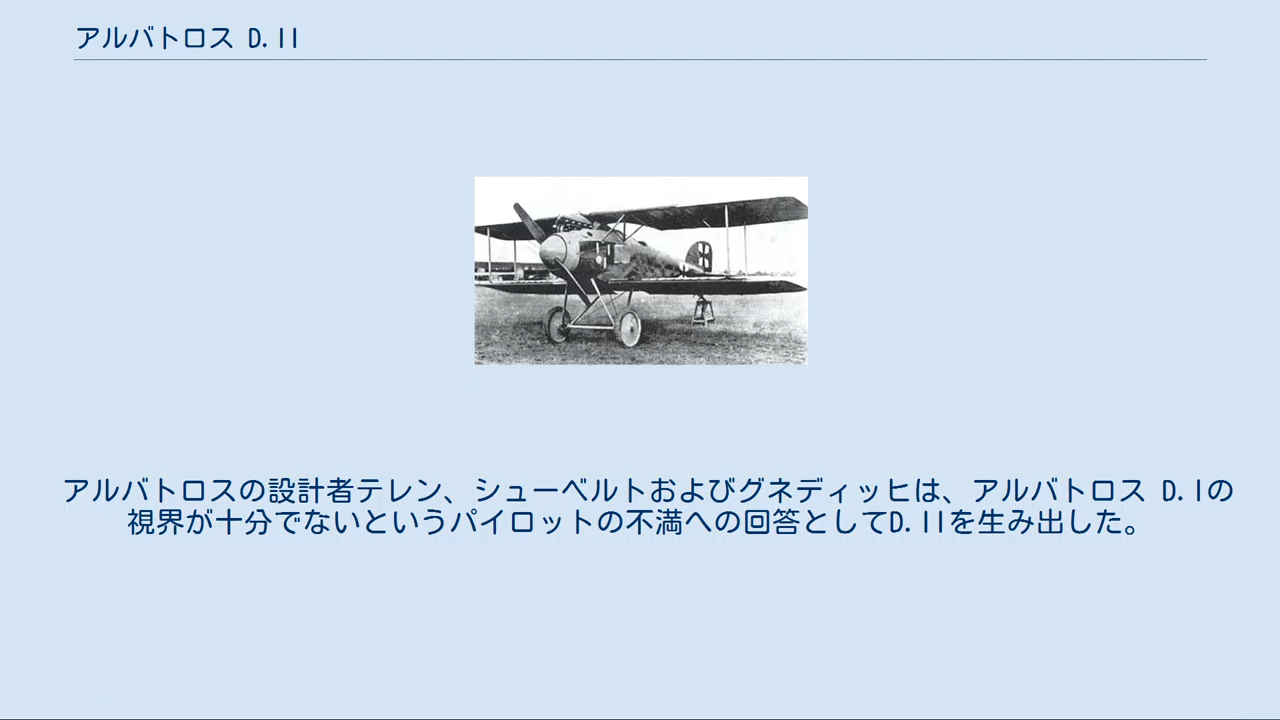 アルバトロス D.II
アルバトロスの設計者テレン、シューベルトおよびグネディッヒは、アルバトロス D.Iの
視界が十分でないというパイロットの不満への回答としてD.IIを生み出した。